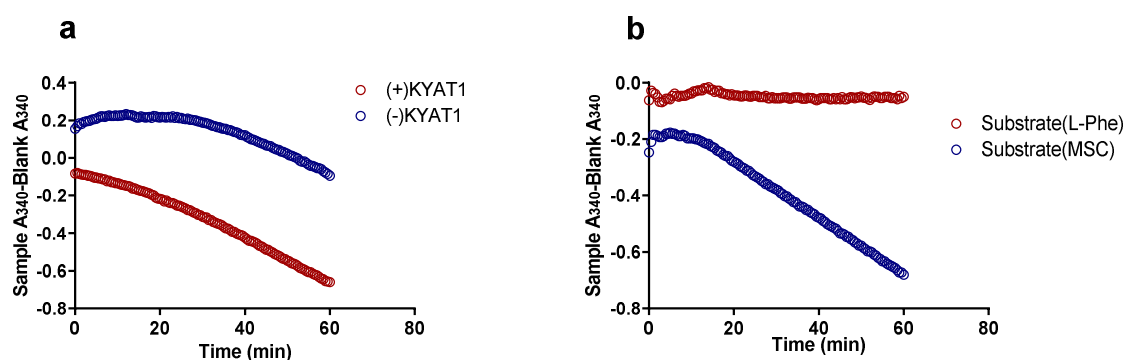 a
Sample A340-Blank A340
0.4
0.2
0.0
-0.2
-0.4
-0.6
-0.8
0
20
40
60
80
Time (min)
(+)KYAT1
(-)KYAT1
b
Sample A340-Blank A340
0.0
-0.2
-0.4
-0.6
-0.8
0
20
40
60
80
Time (min)
Substrate(L-Phe)
Substrate(MSC)